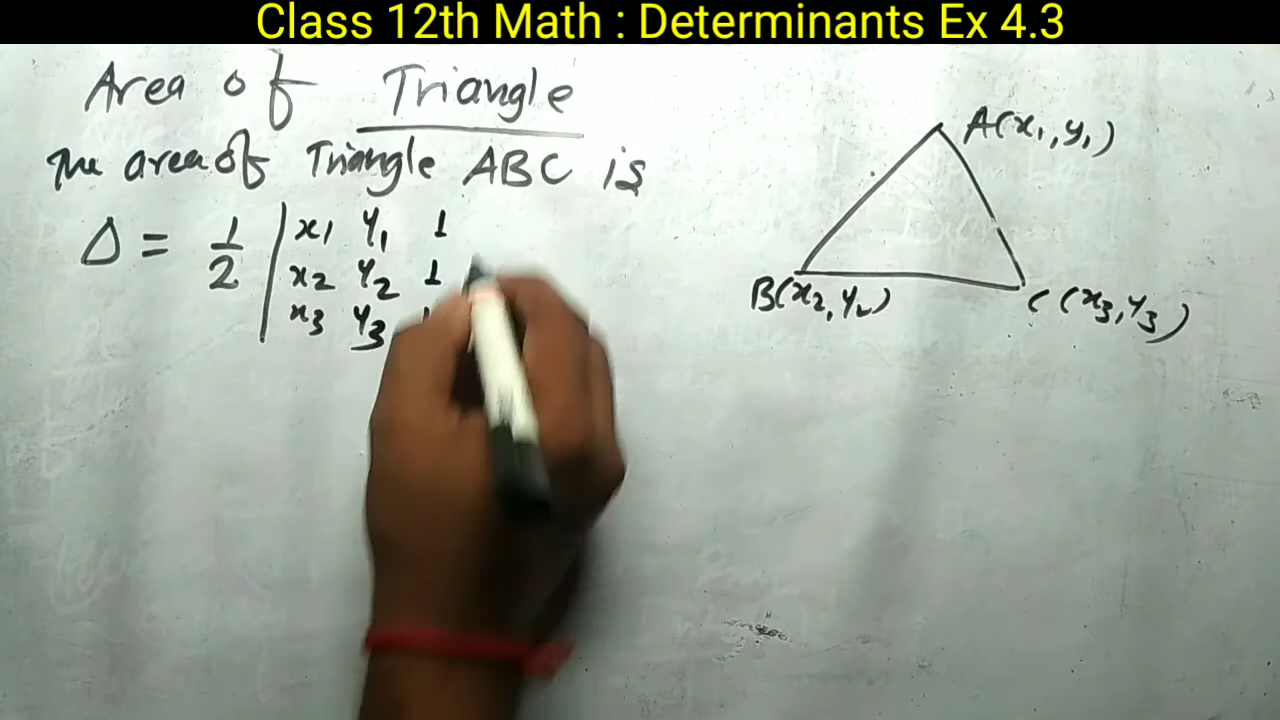 Class 12th Math : Determinants Ex 4.3
Area of Triangle
The area of Triangle ABC is
Δ = 1/2 | x1 y1 1
x2 y2 1
x3 y3
A(x1, y1)
B(x2, y2)
C (x3, y3)